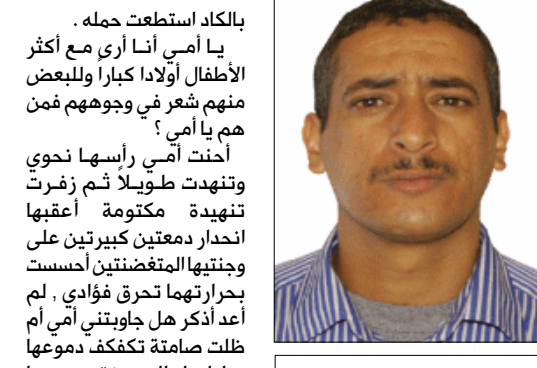 بالكاد استطعت حمله .
يا أمي أنا أرى مع أكثر
الأطفال أولادا كباراً وللبعض
منهم شعر في وجوههم فمن
هم يا أمي ؟
أحنت أمي رأسها نحوي
وتنهدت طويلاً ثم زفرت
تنهيدة مكتومة أعقبها
انحدار دمعتين كبيرتين على
وجنتيها المتغضنتين أحسست
بحرارتهما تحرق فؤادي , لم
أعد أذكر هل جاوبتني أمي أم
ظلت صامتة تكفكف دموعها